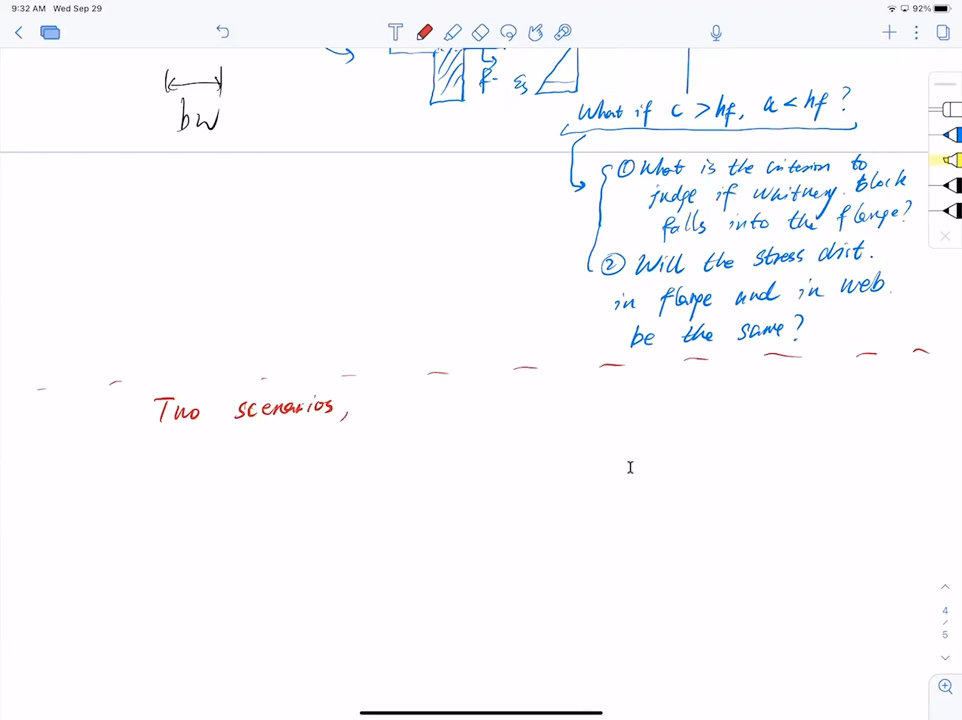 9:32 AM Wed Sep 29
92%
T
bw
f-
εs
What if c > hf, a < hf ?
① What is the criterion to
judge if Whitney block
falls into the flange?
② Will the stress dist.
in flange and in web
be the same?
Two scenarios,
4
/
5